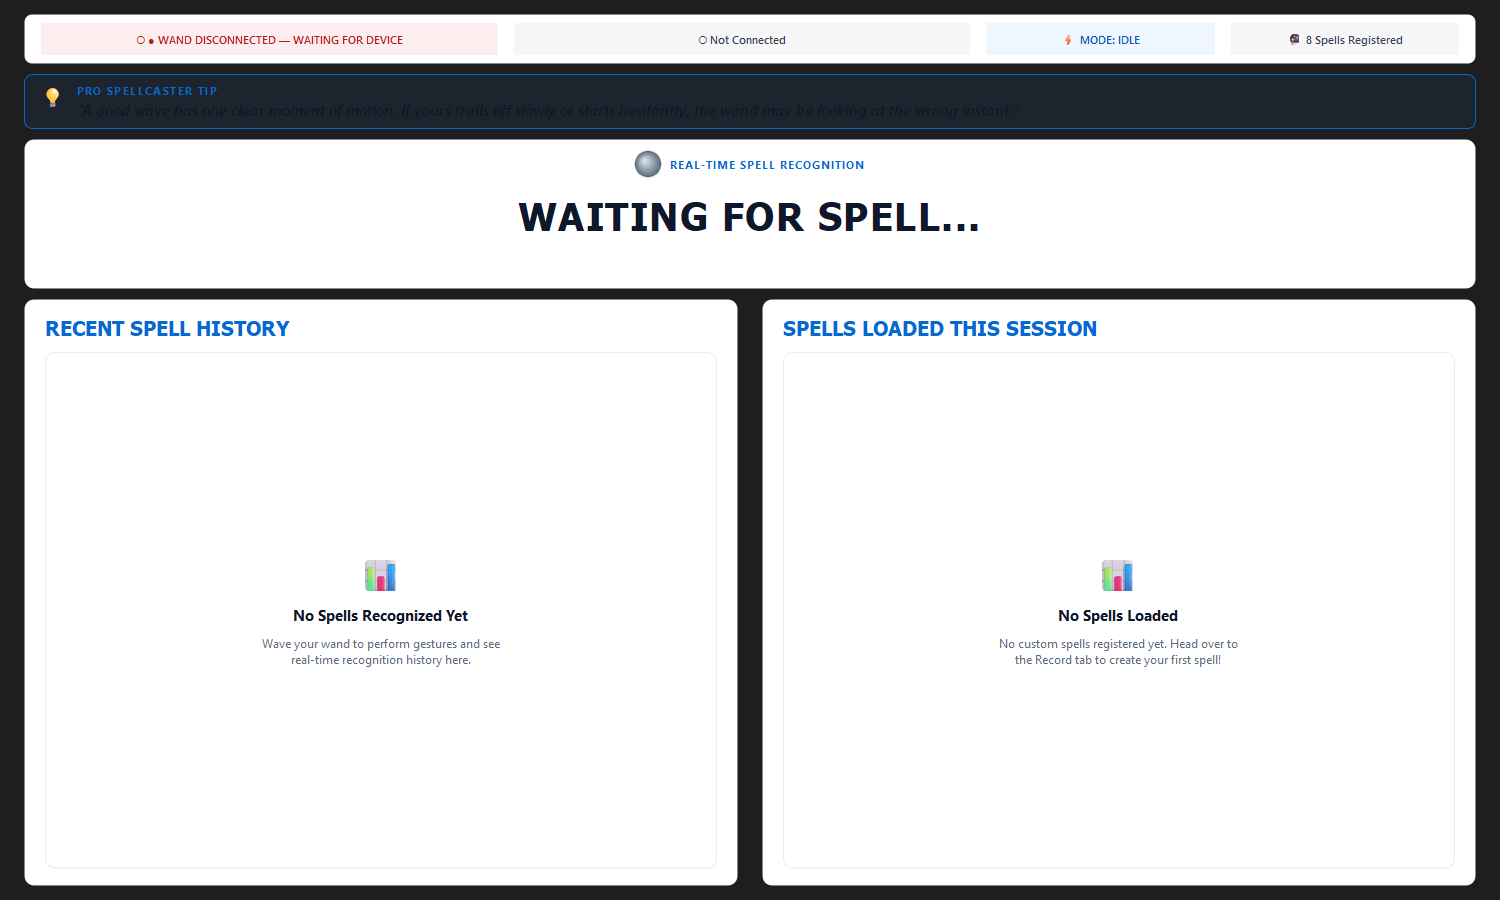 ○ ● WAND DISCONNECTED — WAITING FOR DEVICE
○ Not Connected
MODE: IDLE
8 Spells Registered
PRO SPELLCASTER TIP
"A good wave has one clear moment of motion. If yours trails off slowly or starts hesitantly, the wand may be looking at the wrong instant."
REAL-TIME SPELL RECOGNITION
WAITING FOR SPELL...
RECENT SPELL HISTORY
No Spells Recognized Yet
Wave your wand to perform gestures and see
real-time recognition history here.
SPELLS LOADED THIS SESSION
No Spells Loaded
No custom spells registered yet. Head over to
the Record tab to create your first spell!